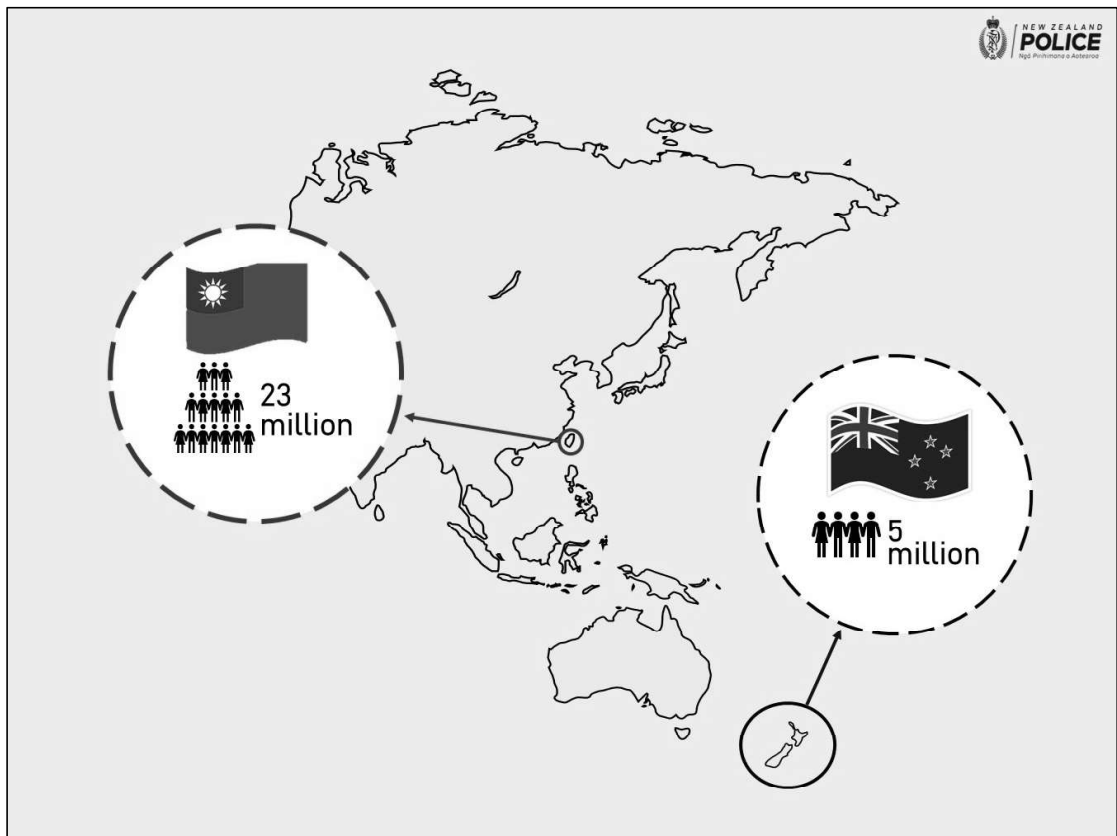 NEW ZEALAND
POLICE
Ngā Pirihimana o Aotearoa
23
million
5
million